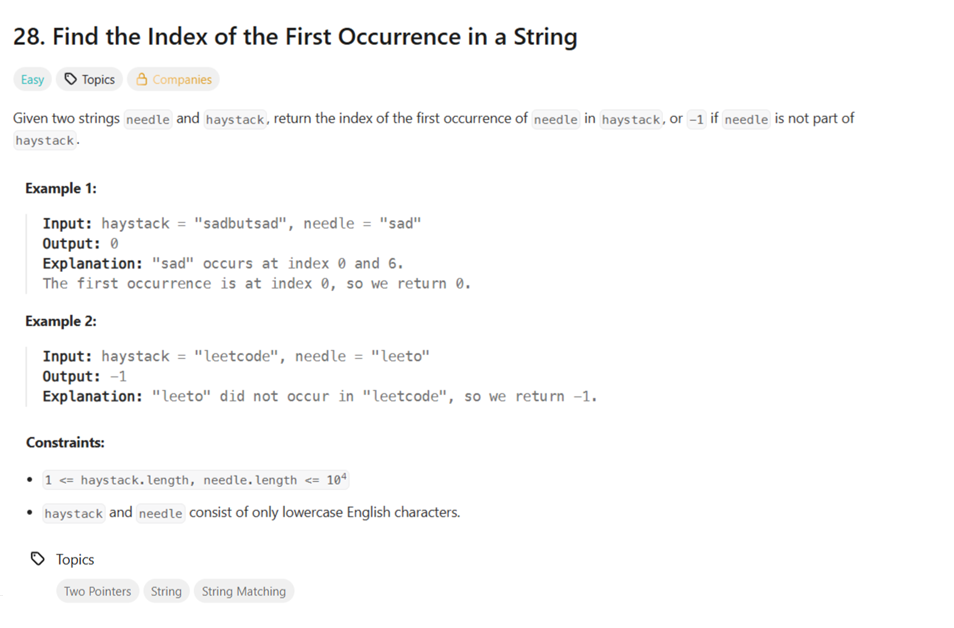 28. Find the Index of the First Occurrence in a String
Easy Topics Companies
Given two strings needle and haystack, return the index of the first occurrence of needle in haystack, or -1 if needle is not part of
haystack.
Example 1:
Input: haystack = "sadbutsad", needle = "sad"
Output: 0
Explanation: "sad" occurs at index 0 and 6.
The first occurrence is at index 0, so we return 0.
Example 2:
Input: haystack = "leetcode", needle = "leeto"
Output: -1
Explanation: "leeto" did not occur in "leetcode", so we return -1.
Constraints:
• 1 <= haystack.length, needle.length <= 10⁴
• haystack and needle consist of only lowercase English characters.
Topics
Two Pointers String String Matching